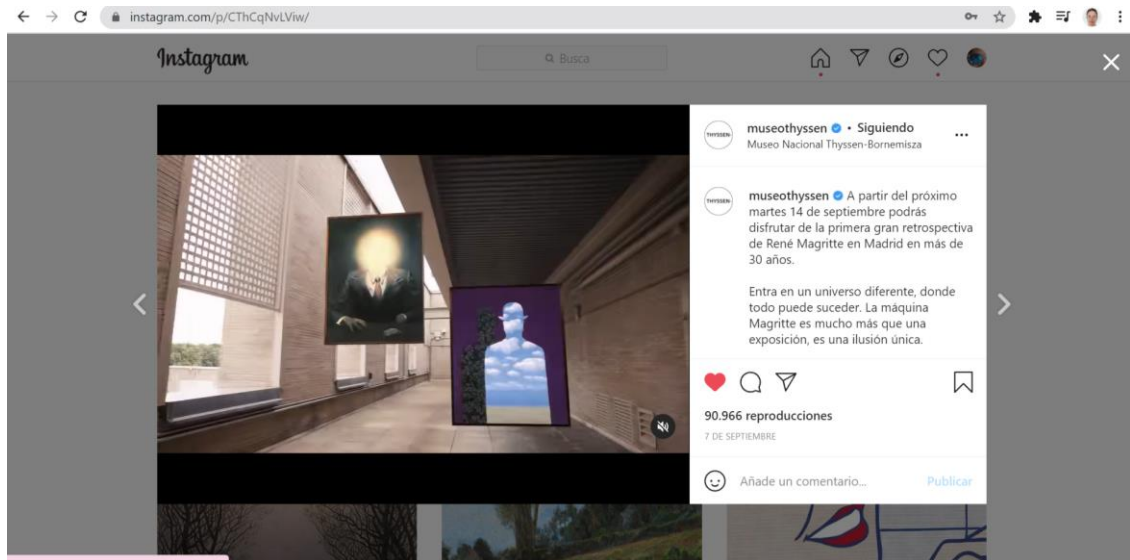 instagram.com/p/CThCqNvLViw/
Instagram
Busca
THYSSEN
museothyssen • Siguiendo
Museo Nacional Thyssen-Bornemisza
THYSSEN
museothyssen A partir del próximo
martes 14 de septiembre podrás
disfrutar de la primera gran retrospectiva
de René Magritte en Madrid en más de
30 años.
Entra en un universo diferente, donde
todo puede suceder. La máquina
Magritte es mucho más que una
exposición, es una ilusión única.
90.966 reproducciones
7 DE SEPTIEMBRE
Añade un comentario...
Publicar